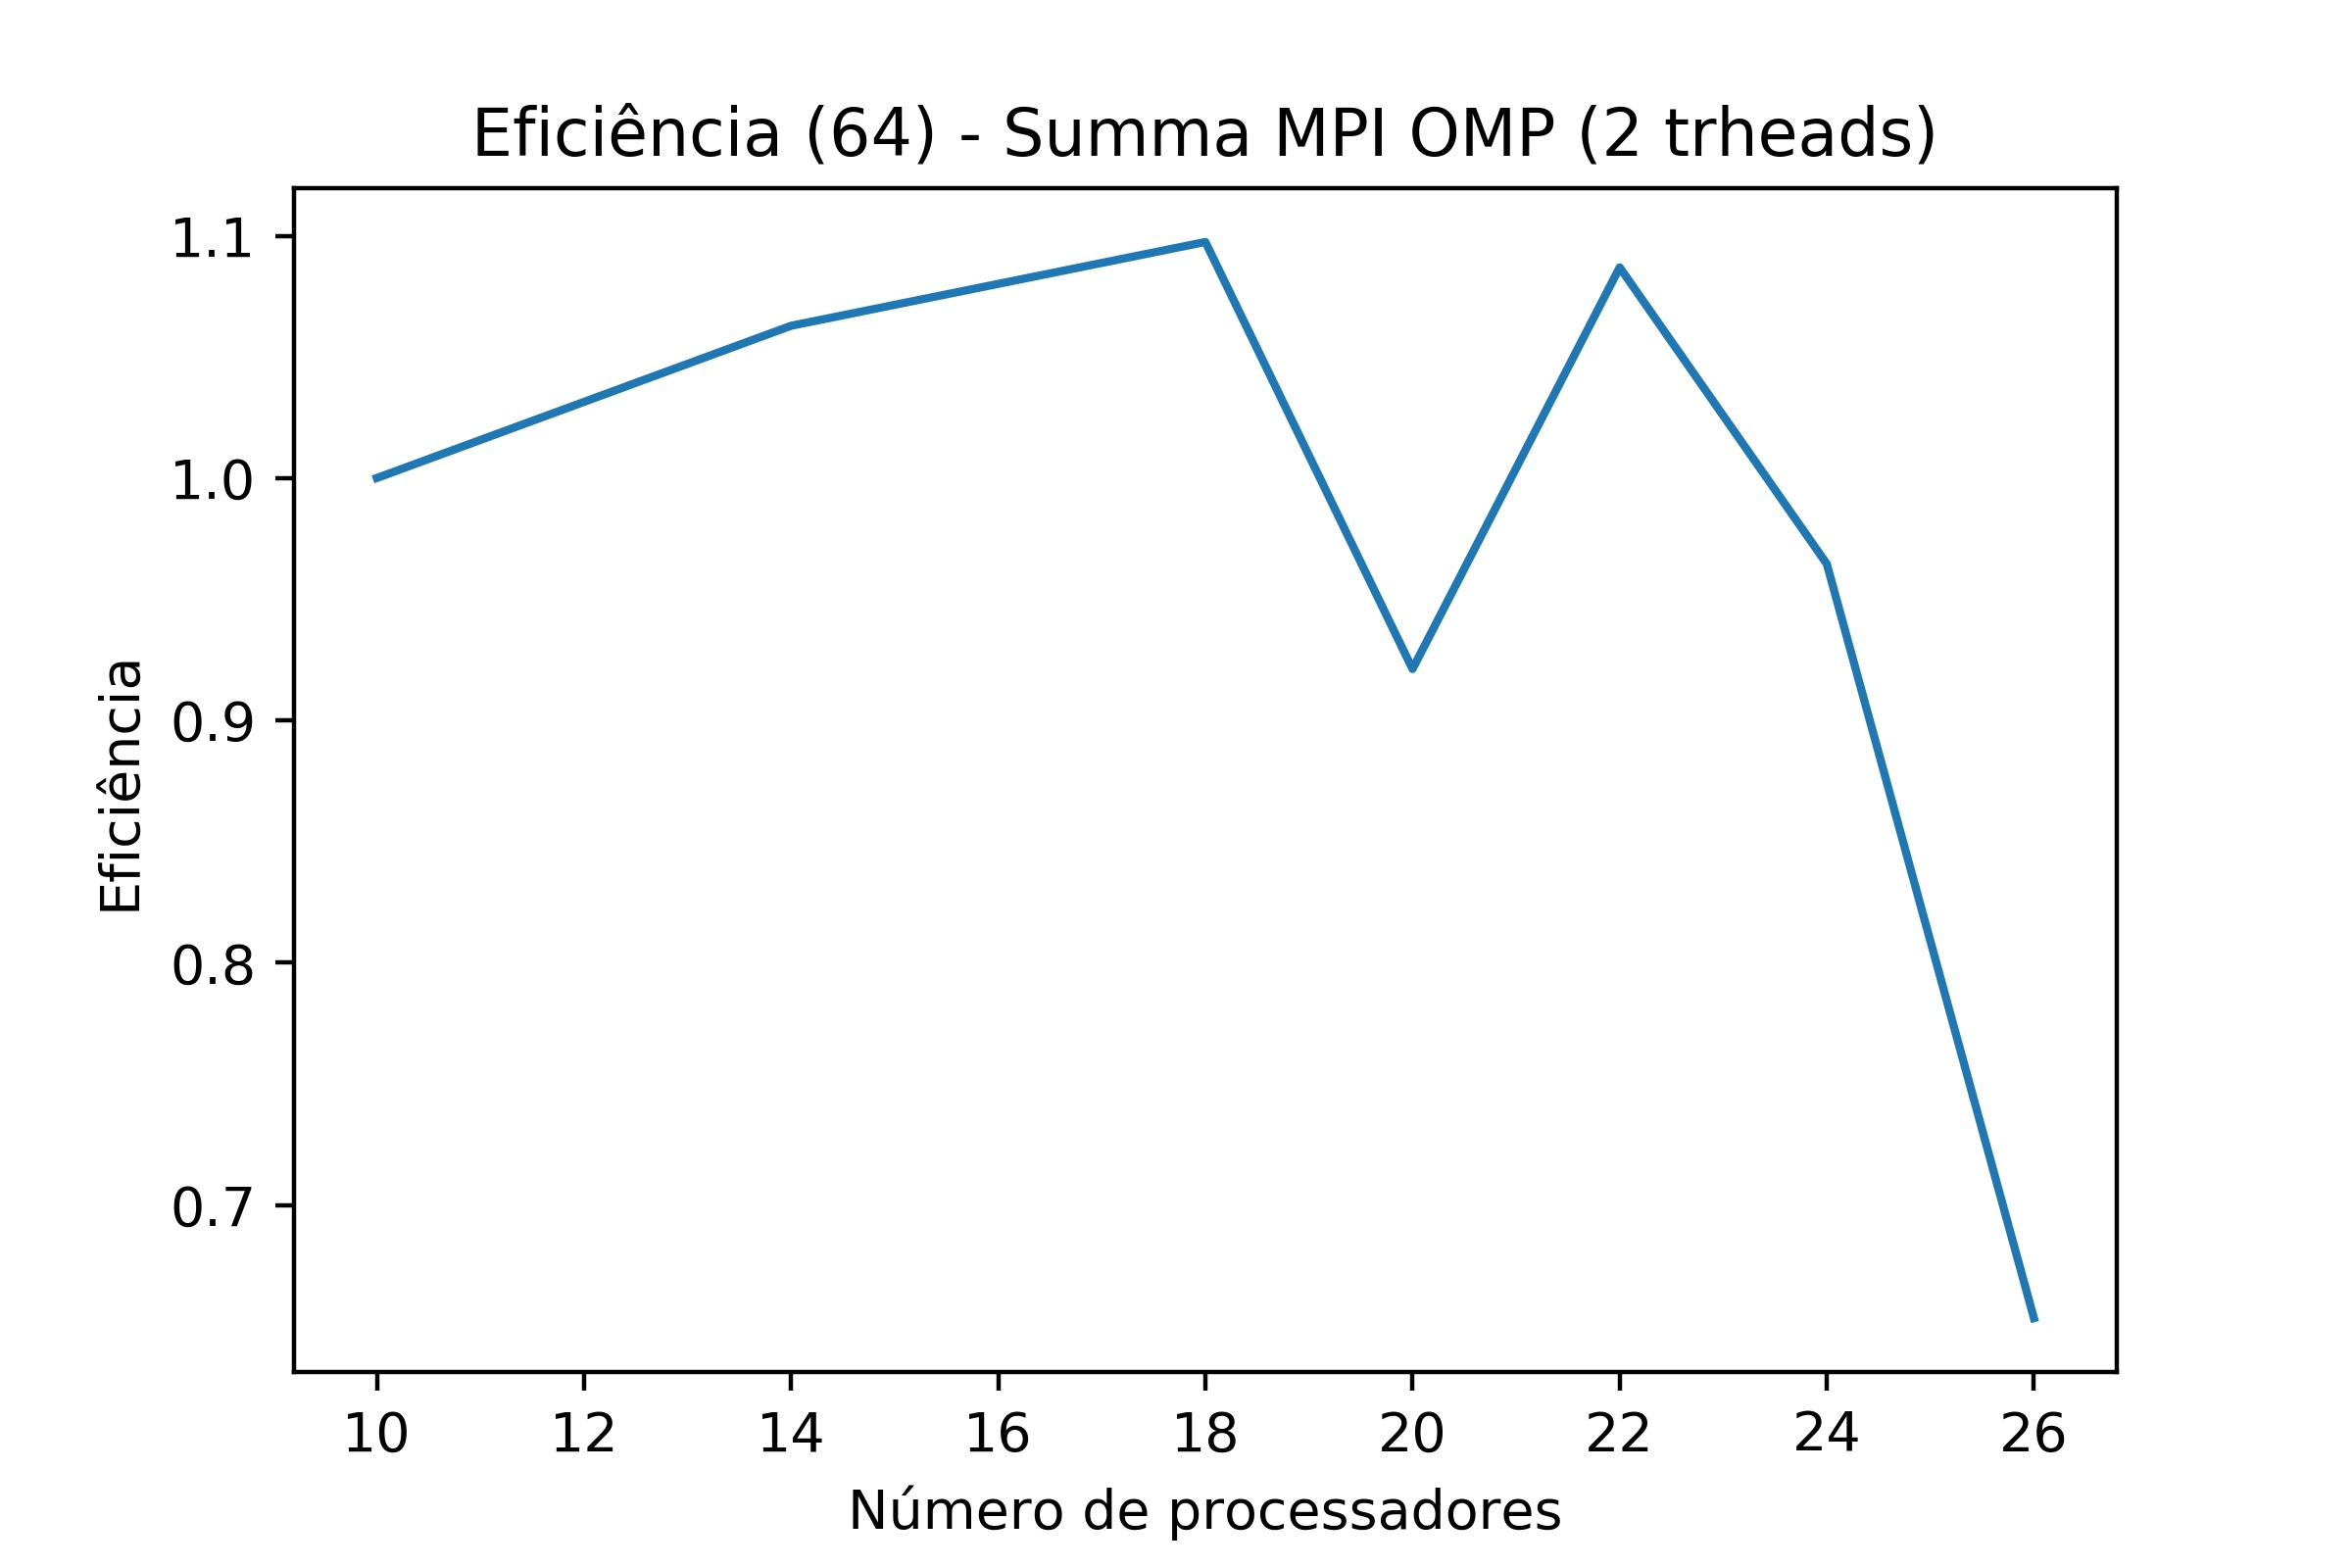 Eficiência (64) - Summa MPI OMP (2 trheads)
1.1
1.0
0.9
0.8
0.7
Eficiência
10 12 14 16 18 20 22 24 26
Número de processadores